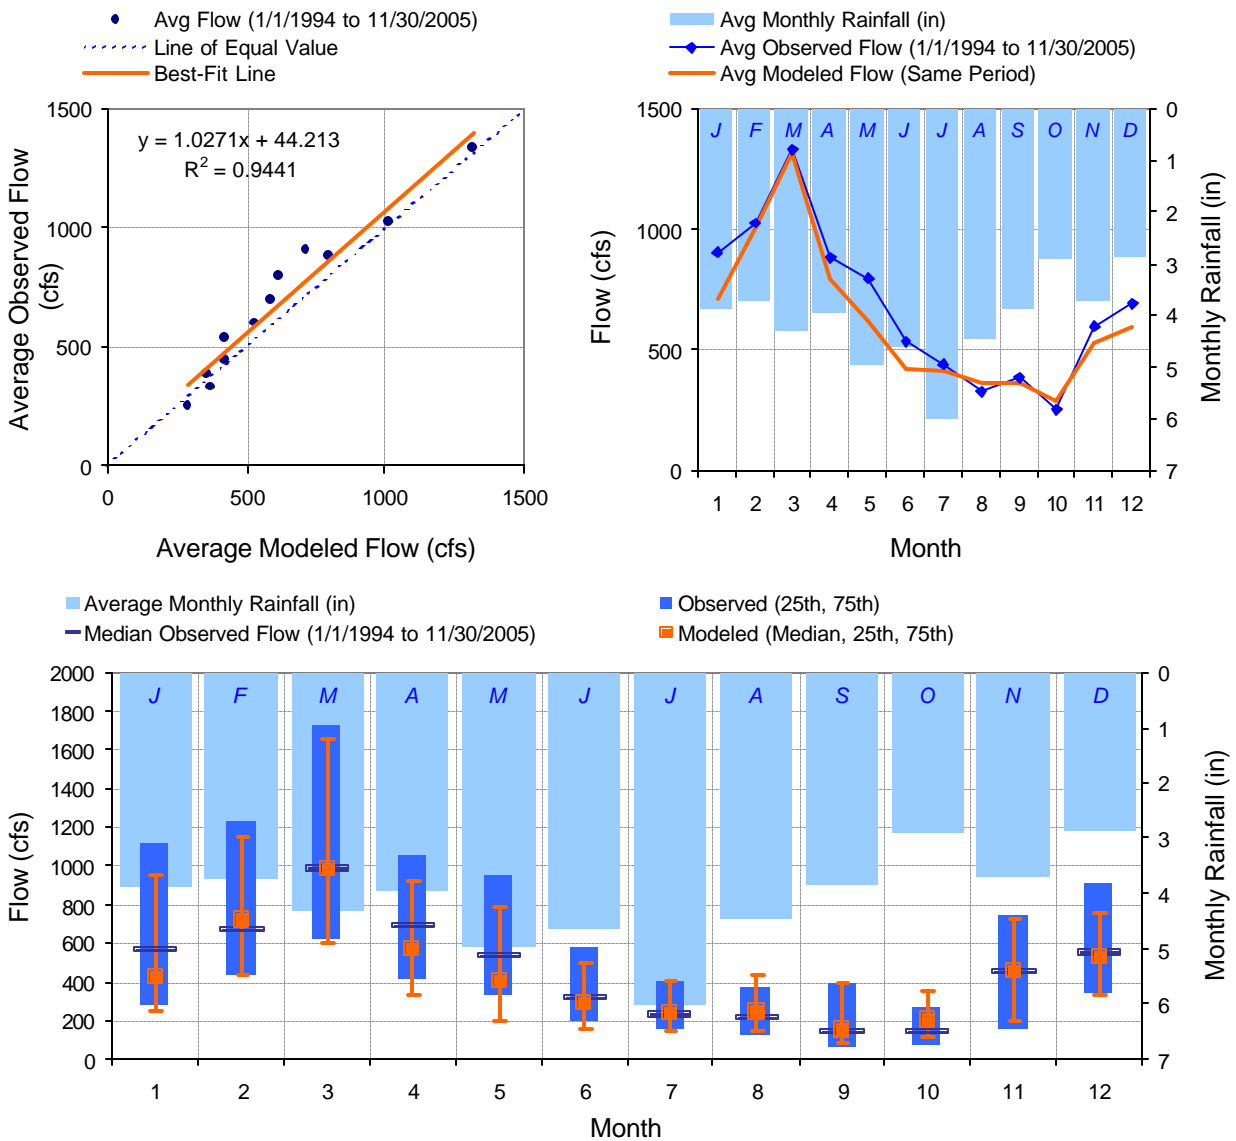 Avg Flow (1/1/1994 to 11/30/2005)
Line of Equal Value
Best-Fit Line
1500
1000
500
0
y = 1.0271x + 44.213
R² = 0.9441
0 500 1000 1500
Average Observed Flow
(cfs)
Average Modeled Flow (cfs)
Avg Monthly Rainfall (in)
Avg Observed Flow (1/1/1994 to 11/30/2005)
Avg Modeled Flow (Same Period)
1500
1000
500
0
Flow (cfs)
J F M A M J J A S O N D
0
1
2
3
4
5
6
7
Monthly Rainfall (in)
1 2 3 4 5 6 7 8 9 10 11 12
Month
Average Monthly Rainfall (in)
Median Observed Flow (1/1/1994 to 11/30/2005)
Observed (25th, 75th)
Modeled (Median, 25th, 75th)
2000
1800
1600
1400
1200
1000
800
600
400
200
0
Flow (cfs)
J F M A M J J A S O N D
0
1
2
3
4
5
6
7
Monthly Rainfall (in)
1 2 3 4 5 6 7 8 9 10 11 12
Month